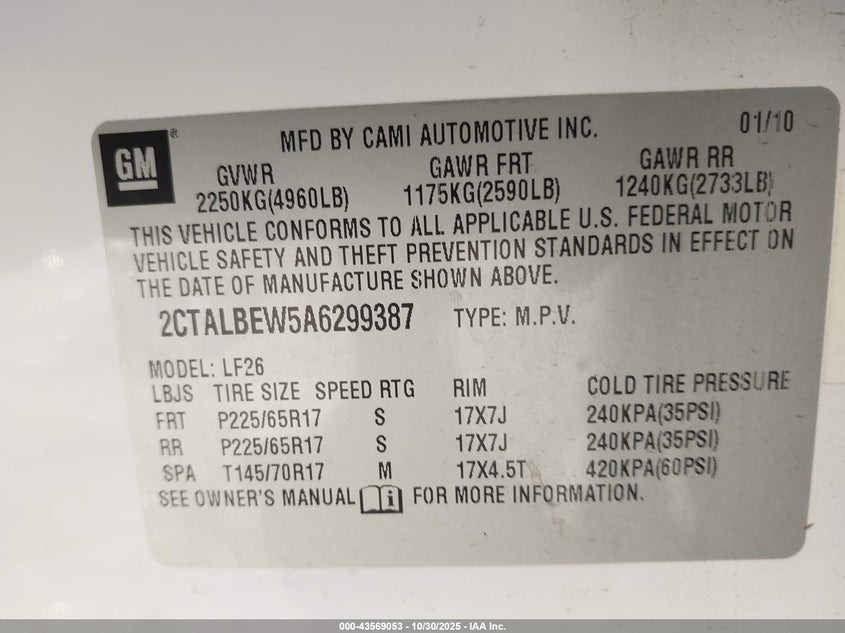 GM ®
MFD BY CAMI AUTOMOTIVE INC. 01/10
GVWR GAWR FRT GAWR RR
2250KG(4960LB) 1175KG(2590LB) 1240KG(2733LB)
THIS VEHICLE CONFORMS TO ALL APPLICABLE U.S. FEDERAL MOTOR
VEHICLE SAFETY AND THEFT PREVENTION STANDARDS IN EFFECT ON
THE DATE OF MANUFACTURE SHOWN ABOVE.
2CTALBEW5A6299387 TYPE: M.P.V.
MODEL: LF26
LBJS TIRE SIZE SPEED RTG RIM COLD TIRE PRESSURE
FRT P225/65R17 S 17X7J 240KPA(35PSI)
RR P225/65R17 S 17X7J 240KPA(35PSI)
SPA T145/70R17 M 17X4.5T 420KPA(60PSI)
SEE OWNER'S MANUAL i FOR MORE INFORMATION.
000-43569053 - 10/30/2025 - IAA Inc.